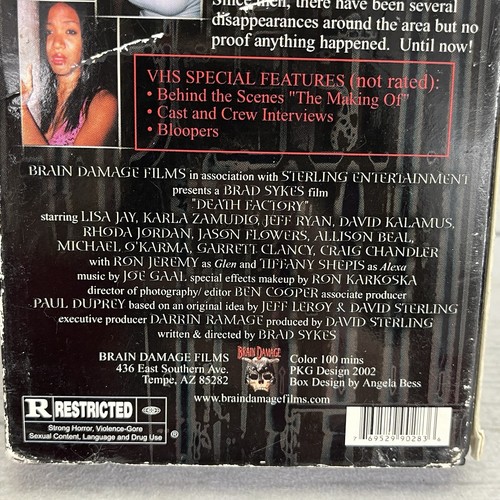 Since then, there have been several
disappearances around the area but no
proof anything happened. Until now!
VHS SPECIAL FEATURES (not rated):
• Behind the Scenes "The Making Of"
• Cast and Crew Interviews
• Bloopers
BRAIN DAMAGE FILMS in association with STERLING ENTERTAINMENT
presents a BRAD SYKES film
"DEATH FACTORY"
starring LISA JAY, KARLA ZAMUDIO, JEFF RYAN, DAVID KALAMUS,
RHODA JORDAN, JASON FLOWERS, ALLISON BEAL,
MICHAEL O'KARMA, GARRETT CLANCY, CRAIG CHANDLER
with RON JEREMY as Glen and TIFFANY SHEPIS as Alexa
music by JOE GAAL special effects makeup by RON KARKOSKA
director of photography/ editor BEN COOPER associate producer
PAUL DUPREY based on an original idea by JEFF LEROY & DAVID STERLING
executive producer DARRIN RAMAGE produced by DAVID STERLING
written & directed by BRAD SYKES
BRAIN DAMAGE FILMS
436 East Southern Ave.
Tempe, AZ 85282
BRAIN DAMAGE
Color 100 mins
PKG Design 2002
Box Design by Angela Bess
www.braindamagefilms.com
R RESTRICTED
Strong Horror, Violence-Gore
Sexual Content, Language and Drug Use
®
7 69529 90283 6